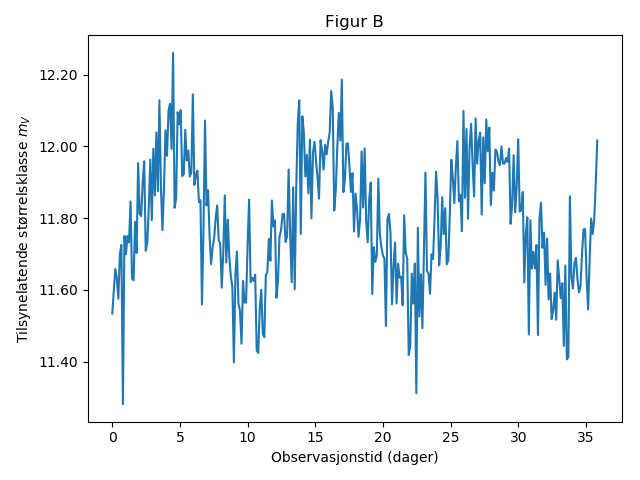 Figur B
Tilsynelatende størrelsklasse m_V
12.20
12.00
11.80
11.60
11.40
0 5 10 15 20 25 30 35
Observasjonstid (dager)